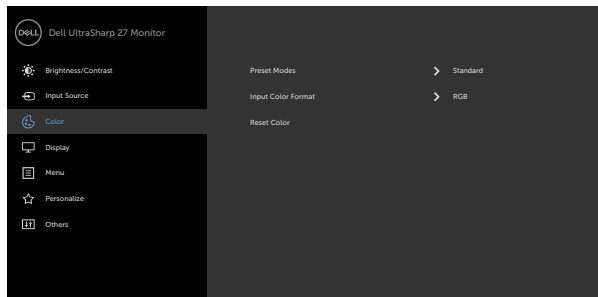 DELL Dell UltraSharp 27 Monitor
Brightness/Contrast
Input Source
Color
Display
Menu
Personalize
Others
Preset Modes Standard
Input Color Format RGB
Reset Color